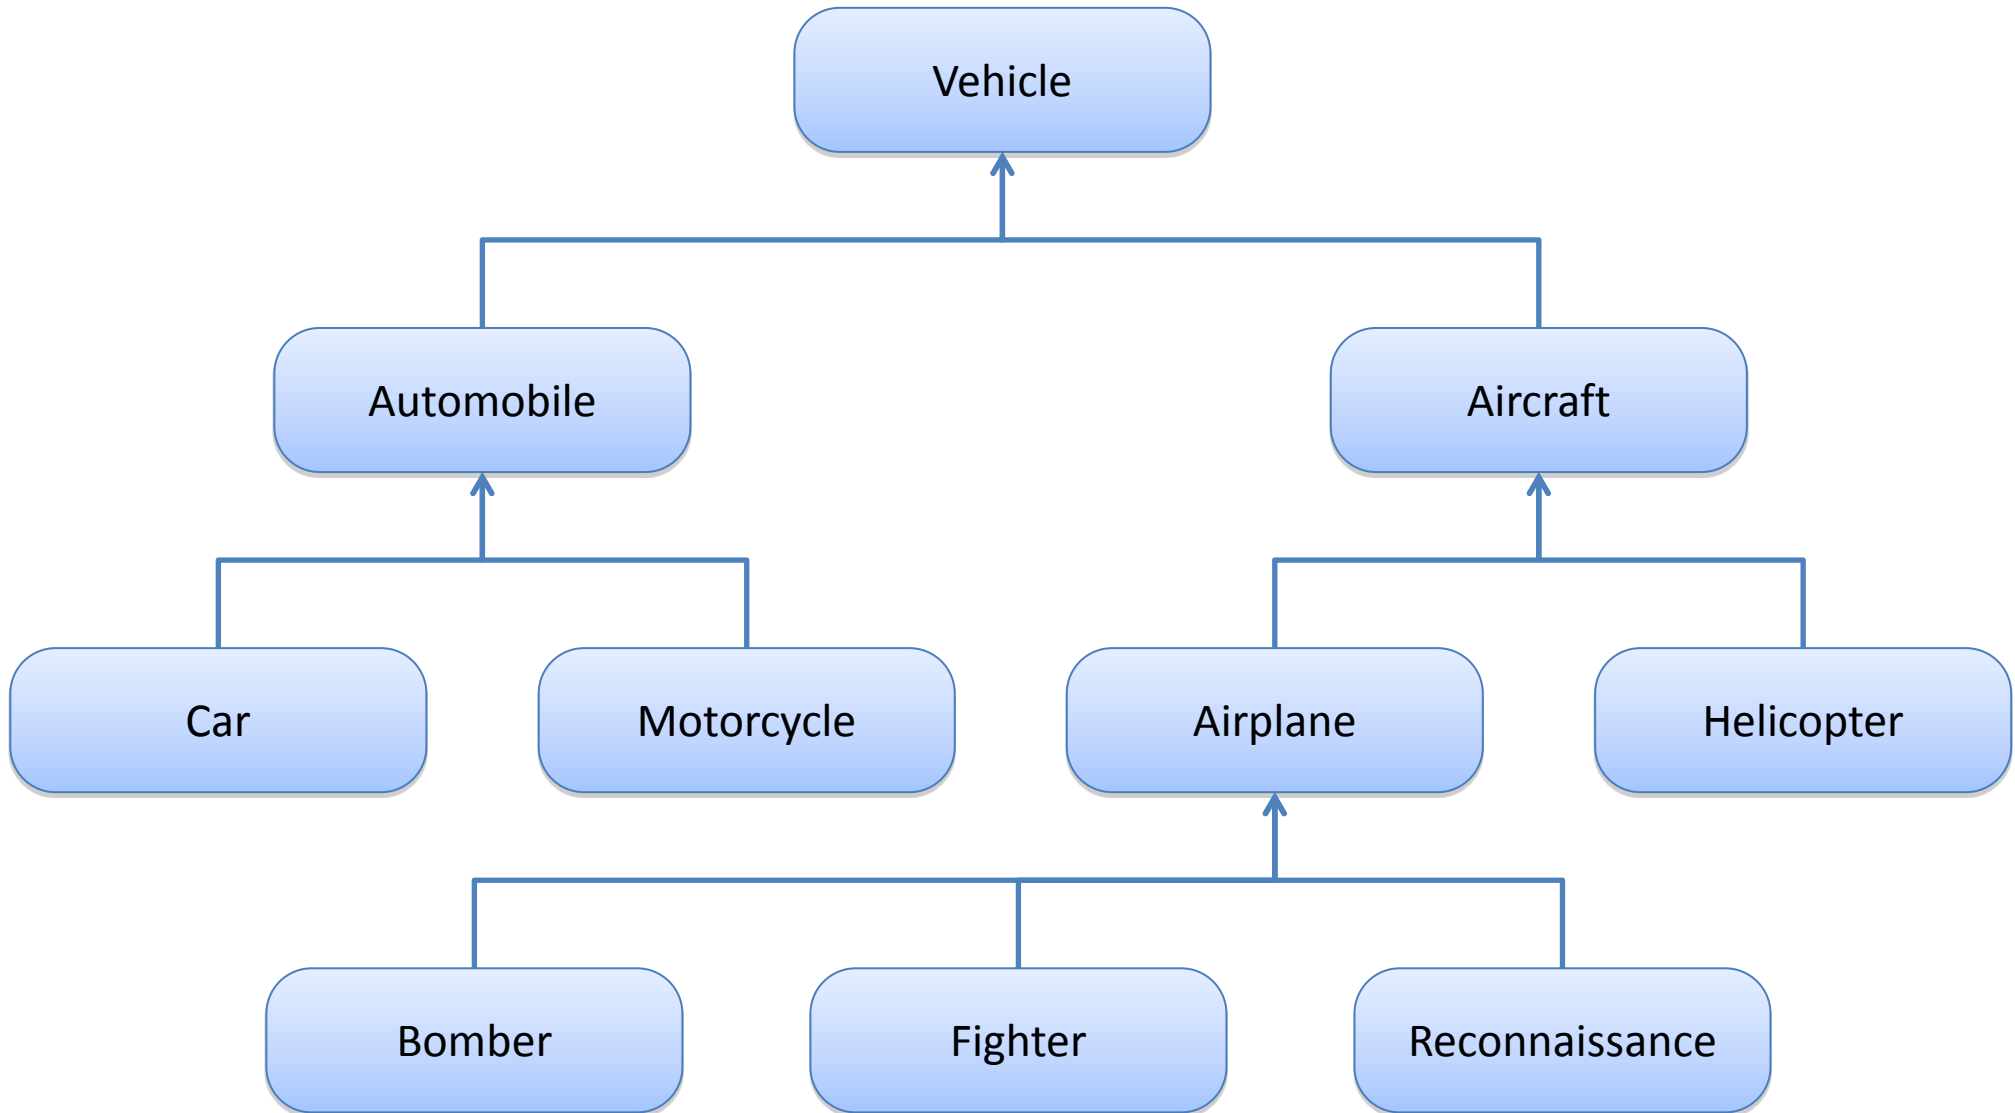 Vehicle
Automobile
Aircraft
Car
Motorcycle
Airplane
Helicopter
Bomber
Fighter
Reconnaissance